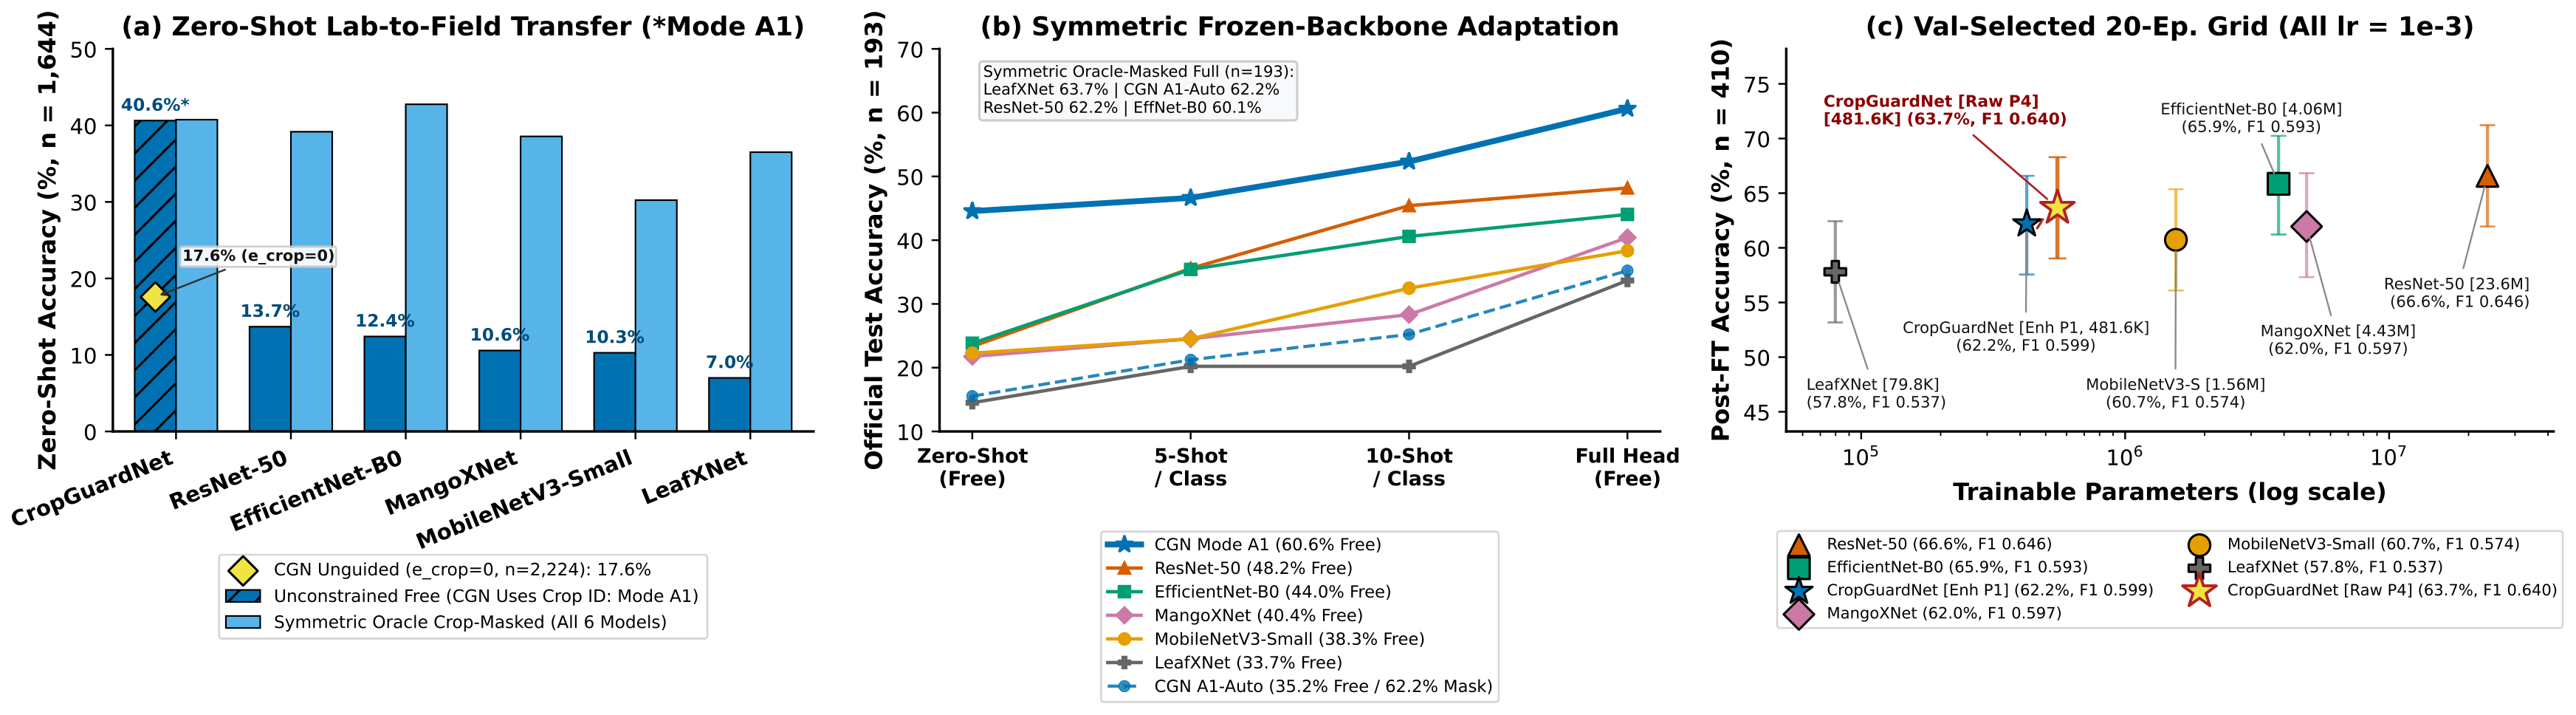 (a) Zero-Shot Lab-to-Field Transfer (*Mode A1)
Zero-Shot Accuracy (%, n = 1,644)
50
40
30
20
10
0
40.6%*
17.6% (e_crop=0)
13.7%
12.4%
10.6%
10.3%
7.0%
CropGuardNet
ResNet-50
EfficientNet-B0
MangoXNet
MobileNetV3-Small
LeafXNet
CGN Unguided (e_crop=0, n=2,224): 17.6%
Unconstrained Free (CGN Uses Crop ID: Mode A1)
Symmetric Oracle Crop-Masked (All 6 Models)
(b) Symmetric Frozen-Backbone Adaptation
Official Test Accuracy (%, n = 193)
70
60
50
40
30
20
10
Symmetric Oracle-Masked Full (n=193):
LeafXNet 63.7% | CGN A1-Auto 62.2%
ResNet-50 62.2% | EffNet-B0 60.1%
Zero-Shot
(Free)
5-Shot
/ Class
10-Shot
/ Class
Full Head
(Free)
CGN Mode A1 (60.6% Free)
ResNet-50 (48.2% Free)
EfficientNet-B0 (44.0% Free)
MangoXNet (40.4% Free)
MobileNetV3-Small (38.3% Free)
LeafXNet (33.7% Free)
CGN A1-Auto (35.2% Free / 62.2% Mask)
(c) Val-Selected 20-Ep. Grid (All lr = 1e-3)
Post-FT Accuracy (%, n = 410)
75
70
65
60
55
50
45
CropGuardNet [Raw P4]
[481.6K] (63.7%, F1 0.640)
EfficientNet-B0 [4.06M]
(65.9%, F1 0.593)
ResNet-50 [23.6M]
(66.6%, F1 0.646)
CropGuardNet [Enh P1, 481.6K]
(62.2%, F1 0.599)
MangoXNet [4.43M]
(62.0%, F1 0.597)
LeafXNet [79.8K]
(57.8%, F1 0.537)
MobileNetV3-S [1.56M]
(60.7%, F1 0.574)
10⁵
10⁶
10⁷
Trainable Parameters (log scale)
ResNet-50 (66.6%, F1 0.646)
EfficientNet-B0 (65.9%, F1 0.593)
CropGuardNet [Enh P1] (62.2%, F1 0.599)
MangoXNet (62.0%, F1 0.597)
MobileNetV3-Small (60.7%, F1 0.574)
LeafXNet (57.8%, F1 0.537)
CropGuardNet [Raw P4] (63.7%, F1 0.640)